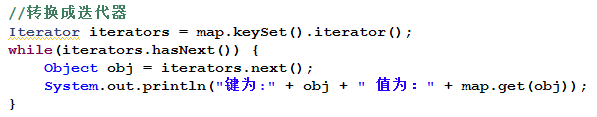 //转换成迭代器
Iterator iterators = map.keySet().iterator();
while(iterators.hasNext()) {
    Object obj = iterators.next();
    System.out.println("键为:" + obj + " 值为：" + map.get(obj));
}